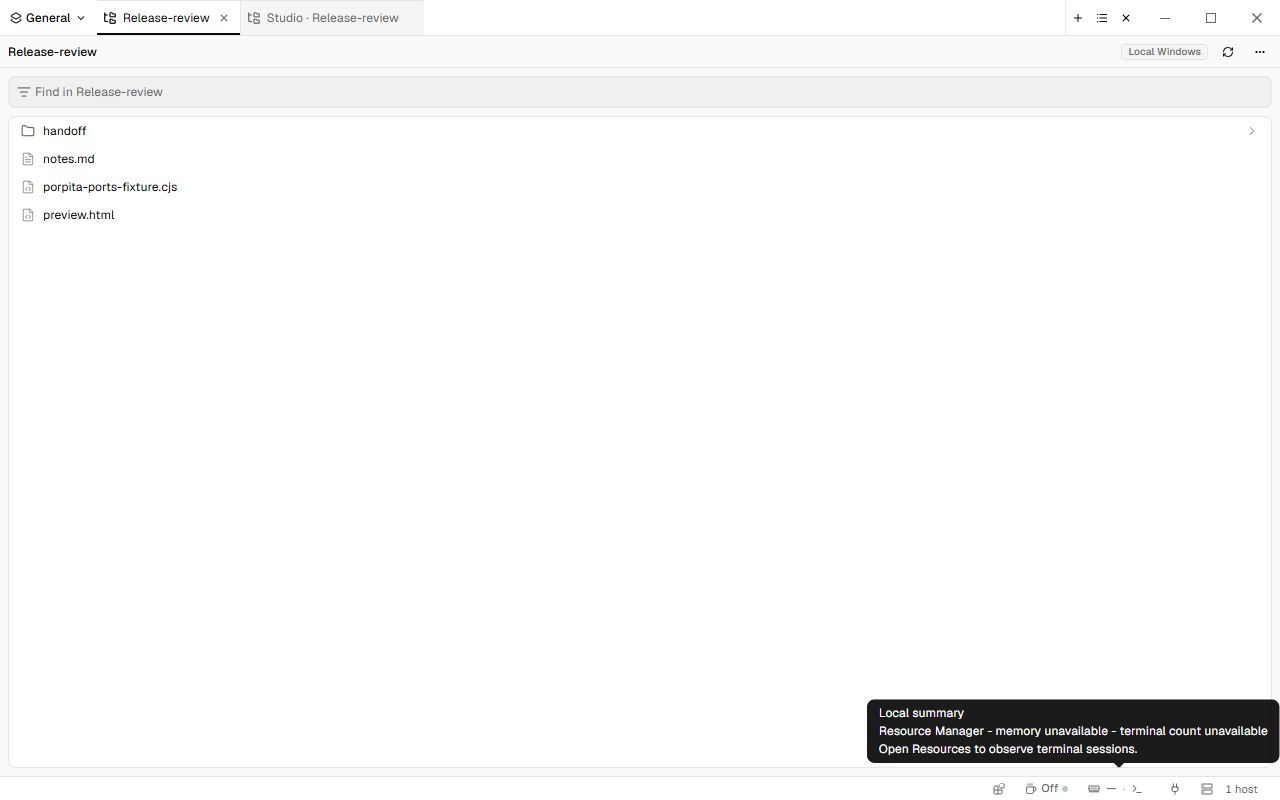 General
Release-review
Studio · Release-review
Release-review
Local Windows
Find in Release-review
handoff
notes.md
porpita-ports-fixture.cjs
preview.html
Local summary
Resource Manager - memory unavailable - terminal count unavailable
Open Resources to observe terminal sessions.
Off
— ·
1 host